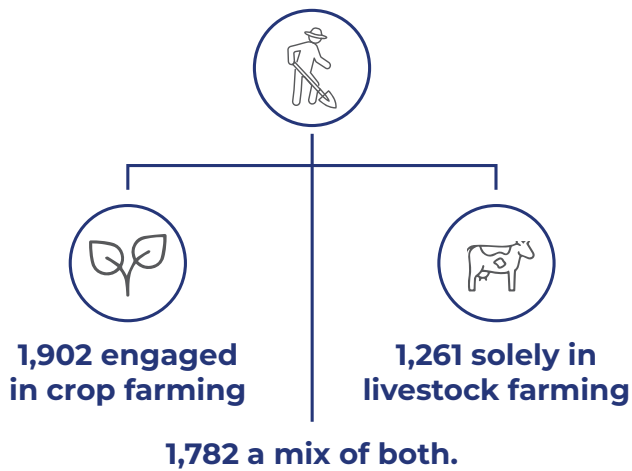 1,902 engaged
in crop farming
1,261 solely in
livestock farming
1,782 a mix of both.